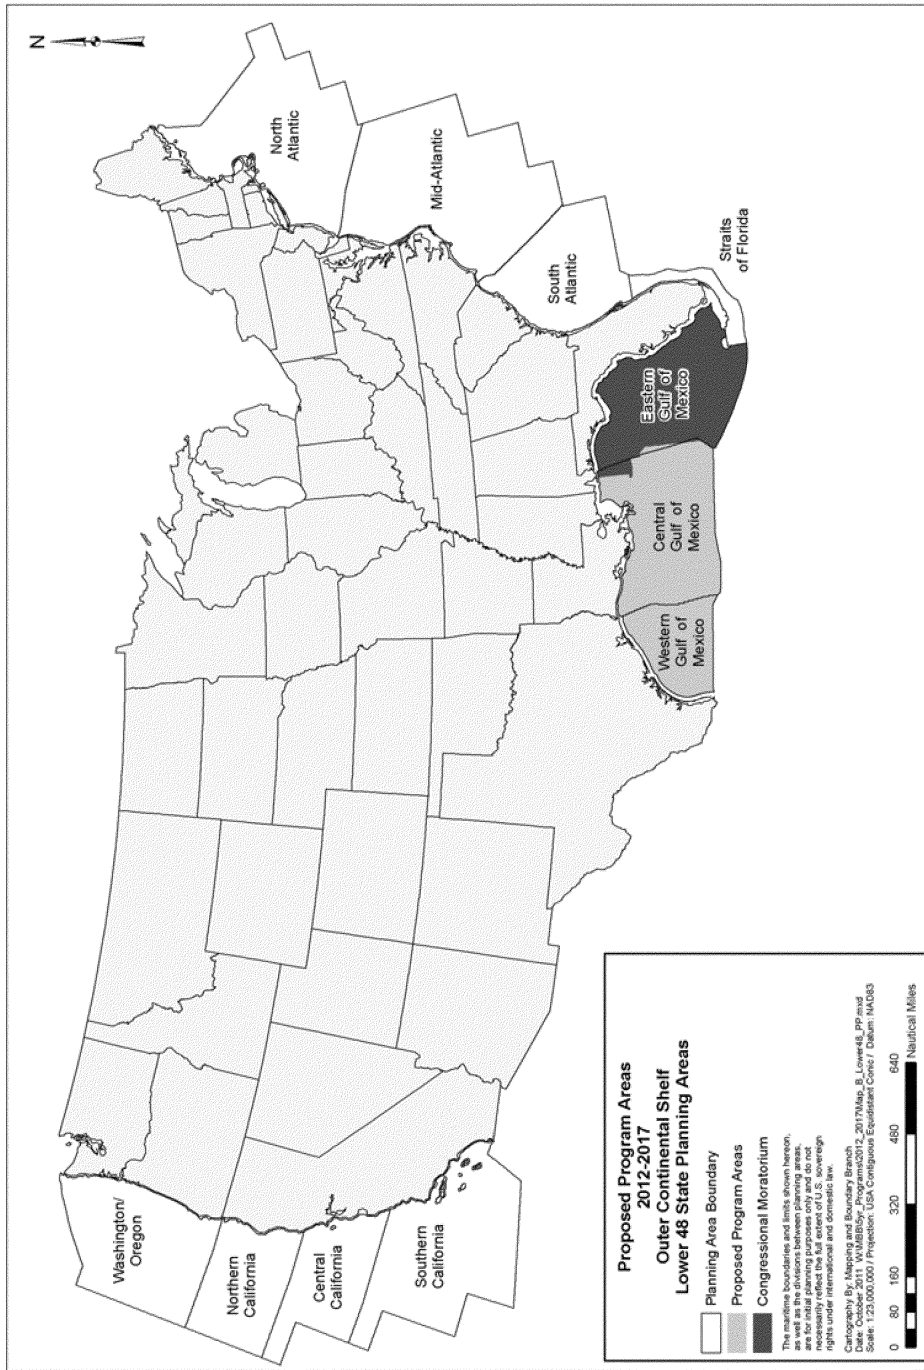 N
Washington/
Oregon
Northern
California
Central
California
Southern
California
North
Atlantic
Mid-Atlantic
South
Atlantic
Straits
of Florida
Western
Gulf of
Mexico
Central
Gulf of
Mexico
Eastern
Gulf of
Mexico
Proposed Program Areas
2012-2017
Outer Continental Shelf
Lower 48 State Planning Areas
Planning Area Boundary
Proposed Program Areas
Congressional Moratorium
The maritime boundaries and limits shown hereon,
as well as the divisions between planning areas,
are for initial planning purposes only and do not
necessarily reflect the full extent of U.S. sovereign
rights under international and domestic law.
Cartography By: Mapping and Boundary Branch
Date: October 2011 W:\MBB\5yr_Programs\2012_2017\Map_B_Lower48_PP.mxd
Scale: 1:23,000,000 / Projection: USA Contiguous Equidistant Conic / Datum: NAD83
0 80 160 320 480 640
Nautical Miles